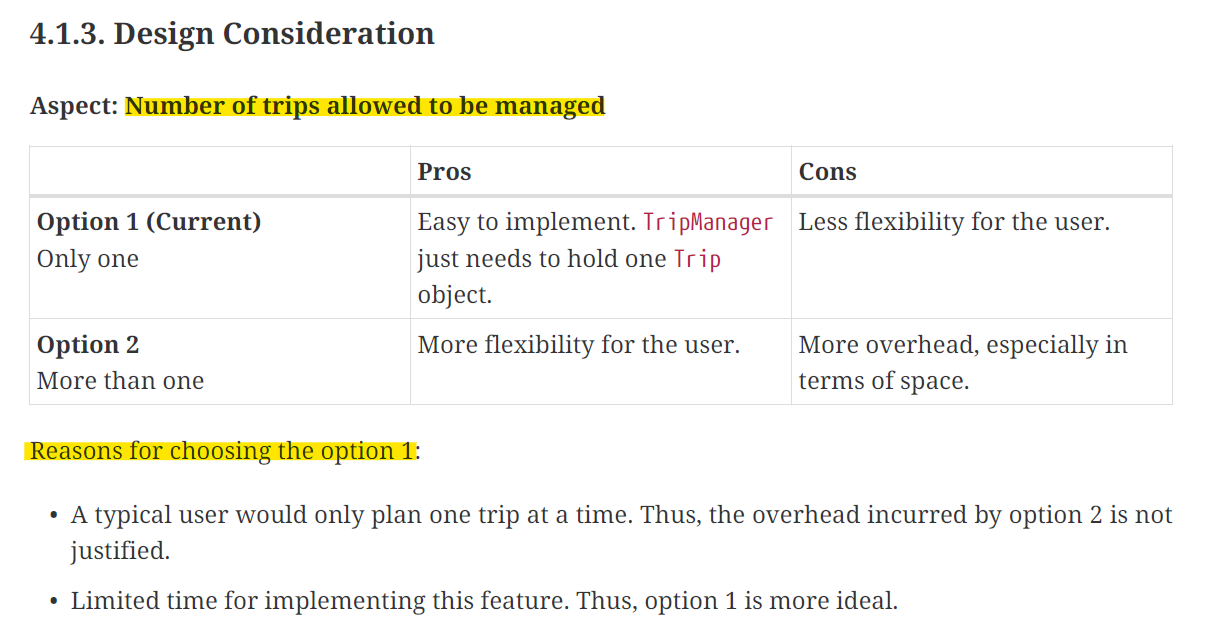 4.1.3. Design Consideration
Aspect: Number of trips allowed to be managed
Pros
Cons
Option 1 (Current)
Only one
Easy to implement. TripManager
just needs to hold one Trip
object.
Less flexibility for the user.
Option 2
More than one
More flexibility for the user.
More overhead, especially in
terms of space.
Reasons for choosing the option 1:
• A typical user would only plan one trip at a time. Thus, the overhead incurred by option 2 is not
justified.
• Limited time for implementing this feature. Thus, option 1 is more ideal.